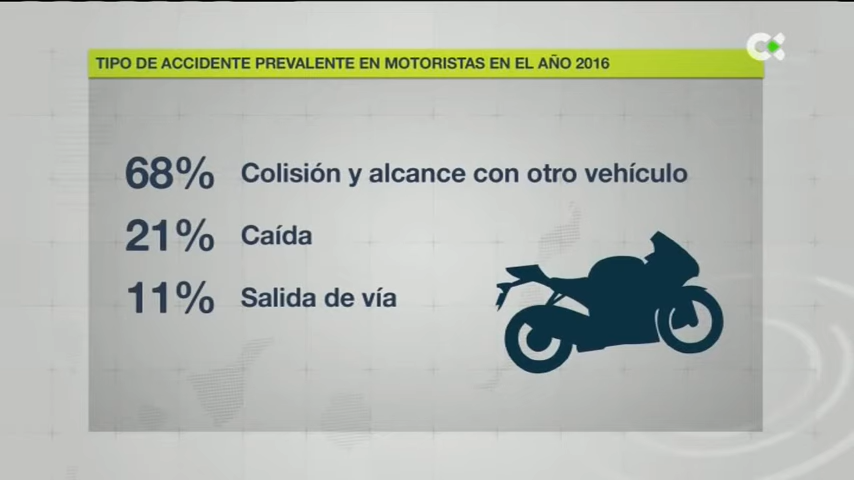 TIPO DE ACCIDENTE PREVALENTE EN MOTORISTAS EN EL AÑO 2016
68% Colisión y alcance con otro vehículo
21% Caída
11% Salida de vía